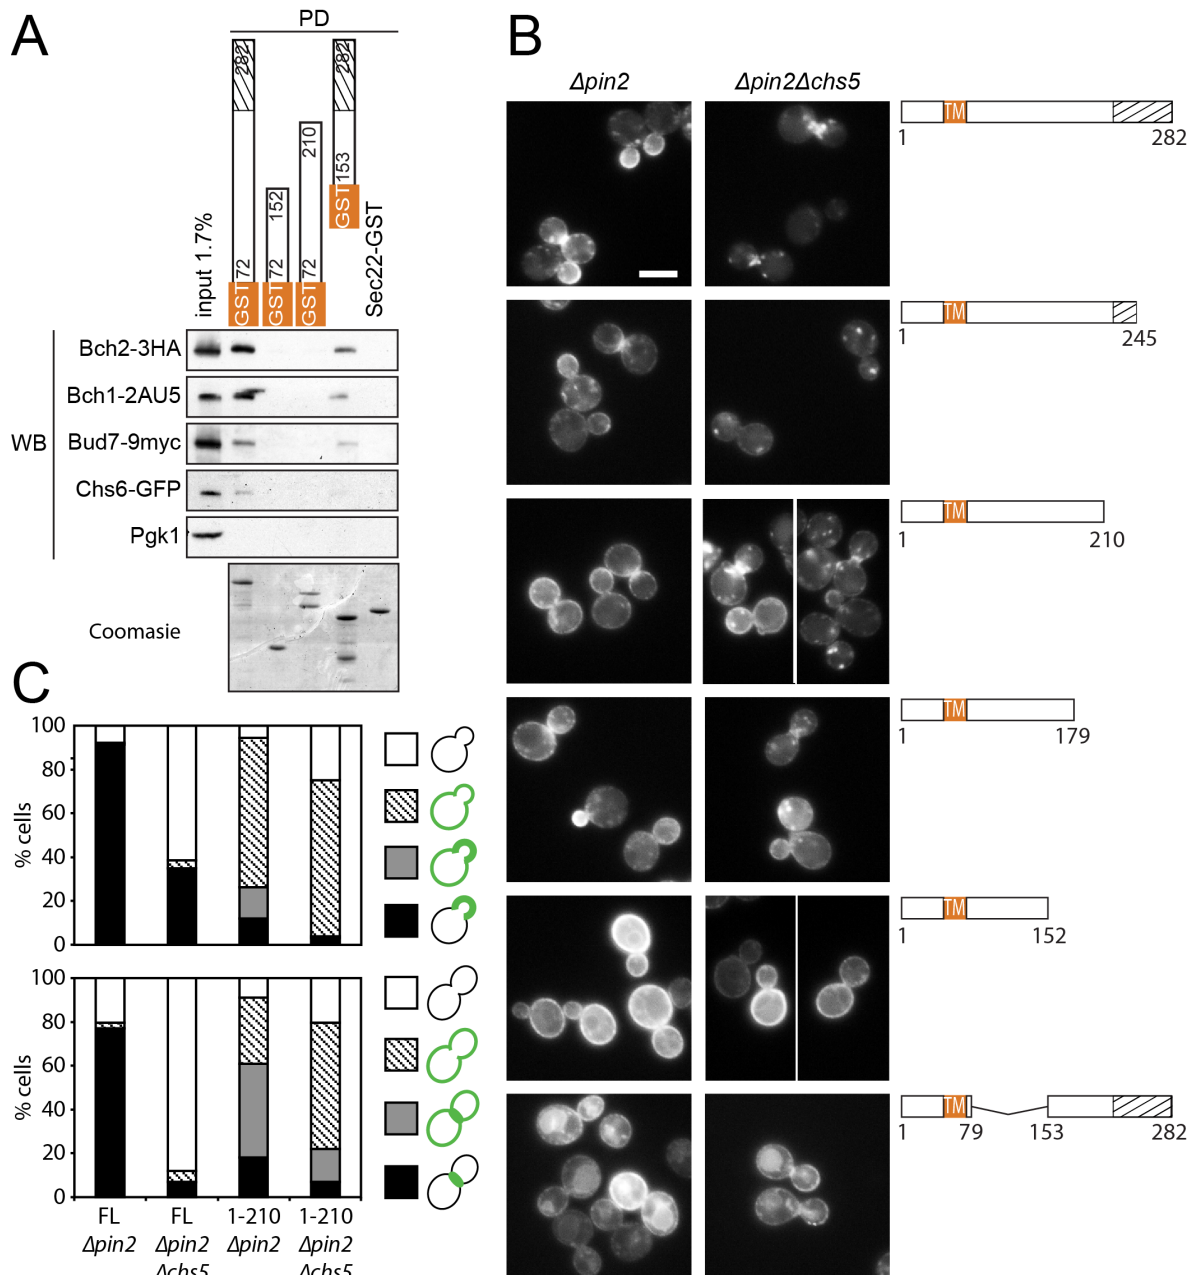 A
PD
282
282
210
152
153
GST
72
GST
72
GST
72
GST
input 1.7%
Sec22-GST
WB
Bch2-3HA
Bch1-2AU5
Bud7-9myc
Chs6-GFP
Pgk1
Coomasie
B
Δpin2
Δpin2Δchs5
TM
1
282
TM
1
245
TM
1
210
TM
1
179
TM
1
152
TM
1
79
153
282
C
% cells
100
80
60
40
20
0
% cells
100
80
60
40
20
0
FL
Δpin2
FL
Δpin2
Δchs5
1-210
Δpin2
1-210
Δpin2
Δchs5